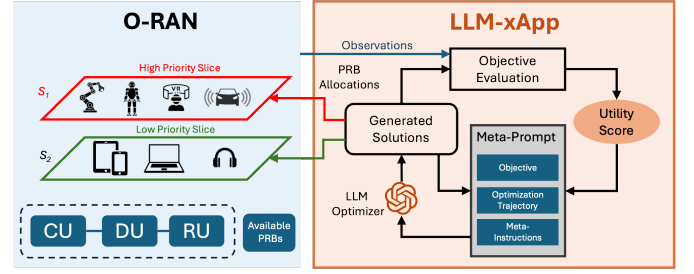 O-RAN
High Priority Slice
S1
VR
Low Priority Slice
S2
CU
DU
RU
Available
PRBs
LLM-xApp
Observations
PRB
Allocations
Objective
Evaluation
Generated
Solutions
Utility
Score
Meta-Prompt
Objective
Optimization
Trajectory
Meta-
Instructions
LLM
Optimizer